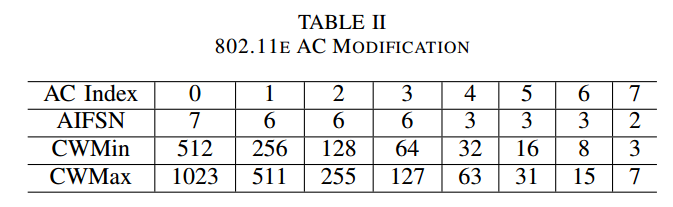 TABLE II
802.11E AC MODIFICATION
AC Index 0 1 2 3 4 5 6 7
AIFSN 7 6 6 6 3 3 3 2
CWMin 512 256 128 64 32 16 8 3
CWMax 1023 511 255 127 63 31 15 7